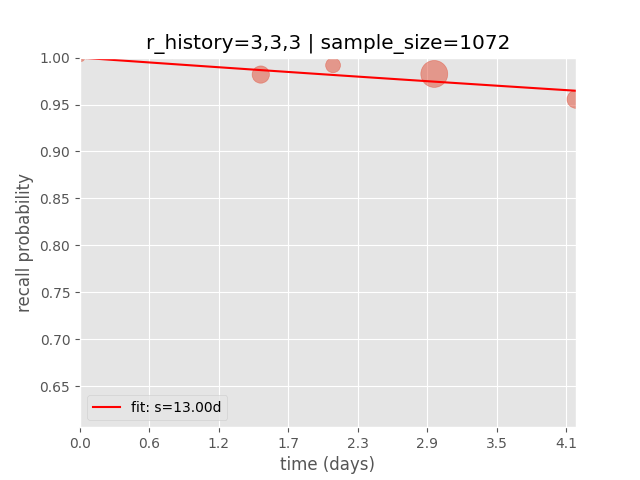 r_history=3,3,3 | sample_size=1072
1.00
0.95
0.90
0.85
0.80
0.75
0.70
0.65
recall probability
fit: s=13.00d
0.0 0.6 1.2 1.7 2.3 2.9 3.5 4.1
time (days)